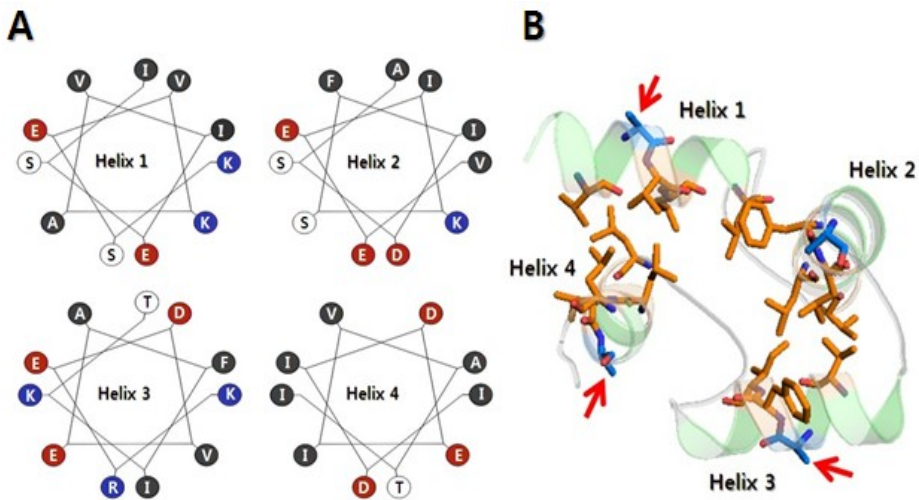 A
I
V V
E I
S Helix 1 K
A K
S E
A
F I
E I
S Helix 2 V
S K
E D
T
A D
E F
K Helix 3 K
E V
R I
V D
I A
I Helix 4 I
I E
D T
B
Helix 1
Helix 2
Helix 4
Helix 3